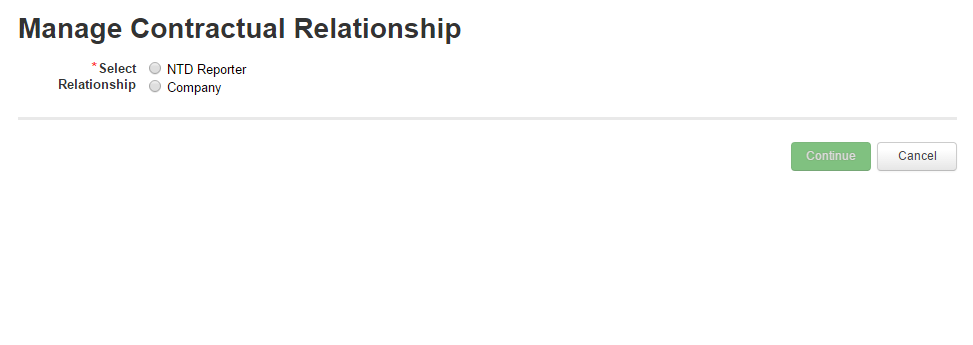 Manage Contractual Relationship
*Select Relationship
NTD Reporter
Company
Continue
Cancel